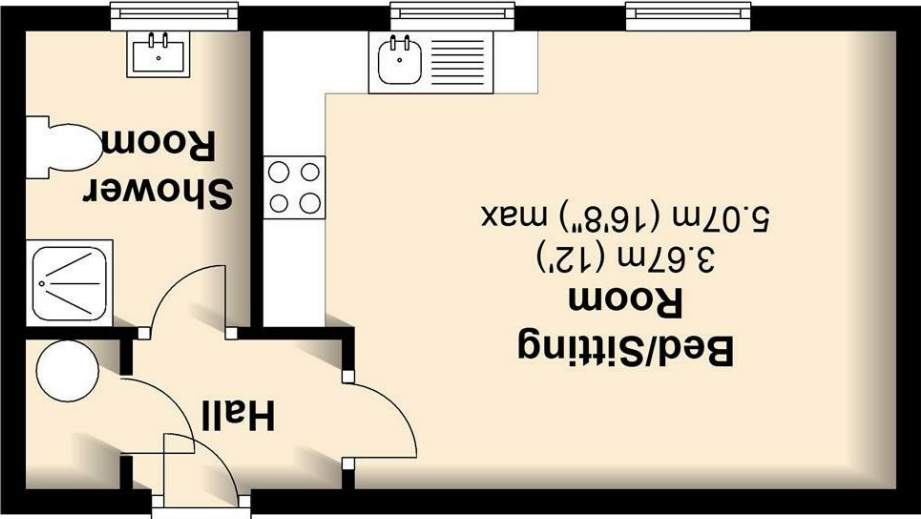 Hall
Bed/Sitting
Room
3.67m (12')
5.07m (16'8") max
Shower
Room